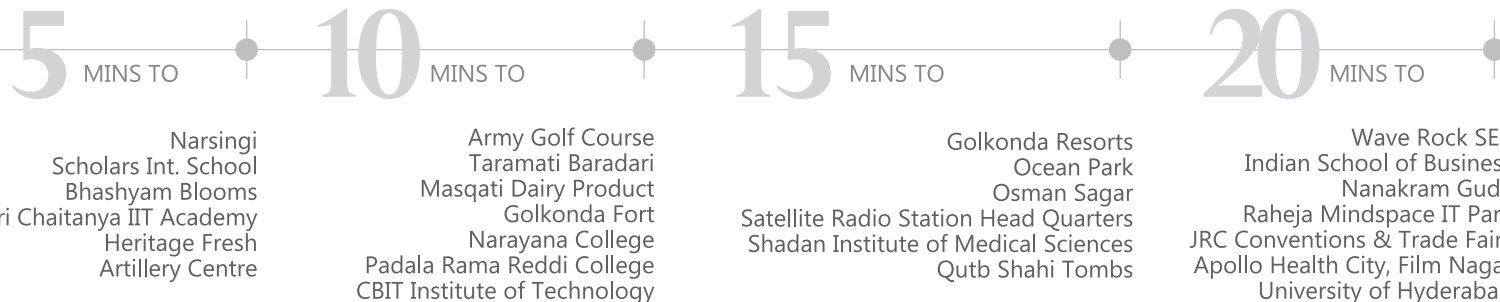 5 MINS TO
Narsingi
Scholars Int. School
Bhashyam Blooms
ri Chaitanya IIT Academy
Heritage Fresh
Artillery Centre
10 MINS TO
Army Golf Course
Taramati Baradari
Masqati Dairy Product
Golkonda Fort
Narayana College
Padala Rama Reddi College
CBIT Institute of Technology
15 MINS TO
Golkonda Resorts
Ocean Park
Osman Sagar
Satellite Radio Station Head Quarters
Shadan Institute of Medical Sciences
Qutb Shahi Tombs
20 MINS TO
Wave Rock SE
Indian School of Busines
Nanakram Gud
Raheja Mindspace IT Par
JRC Conventions & Trade Fair
Apollo Health City, Film Naga
University of Hyderaba